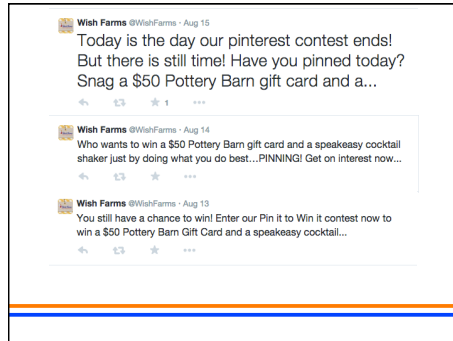 Wish Farms @WishFarms · Aug 15
Today is the day our pinterest contest ends!
But there is still time! Have you pinned today?
Snag a $50 Pottery Barn gift card and a...
1
Wish Farms @WishFarms · Aug 14
Who wants to win a $50 Pottery Barn gift card and a speakeasy cocktail
shaker just by doing what you do best…PINNING! Get on interest now...
Wish Farms @WishFarms · Aug 13
You still have a chance to win! Enter our Pin it to Win it contest now to
win a $50 Pottery Barn Gift Card and a speakeasy cocktail...